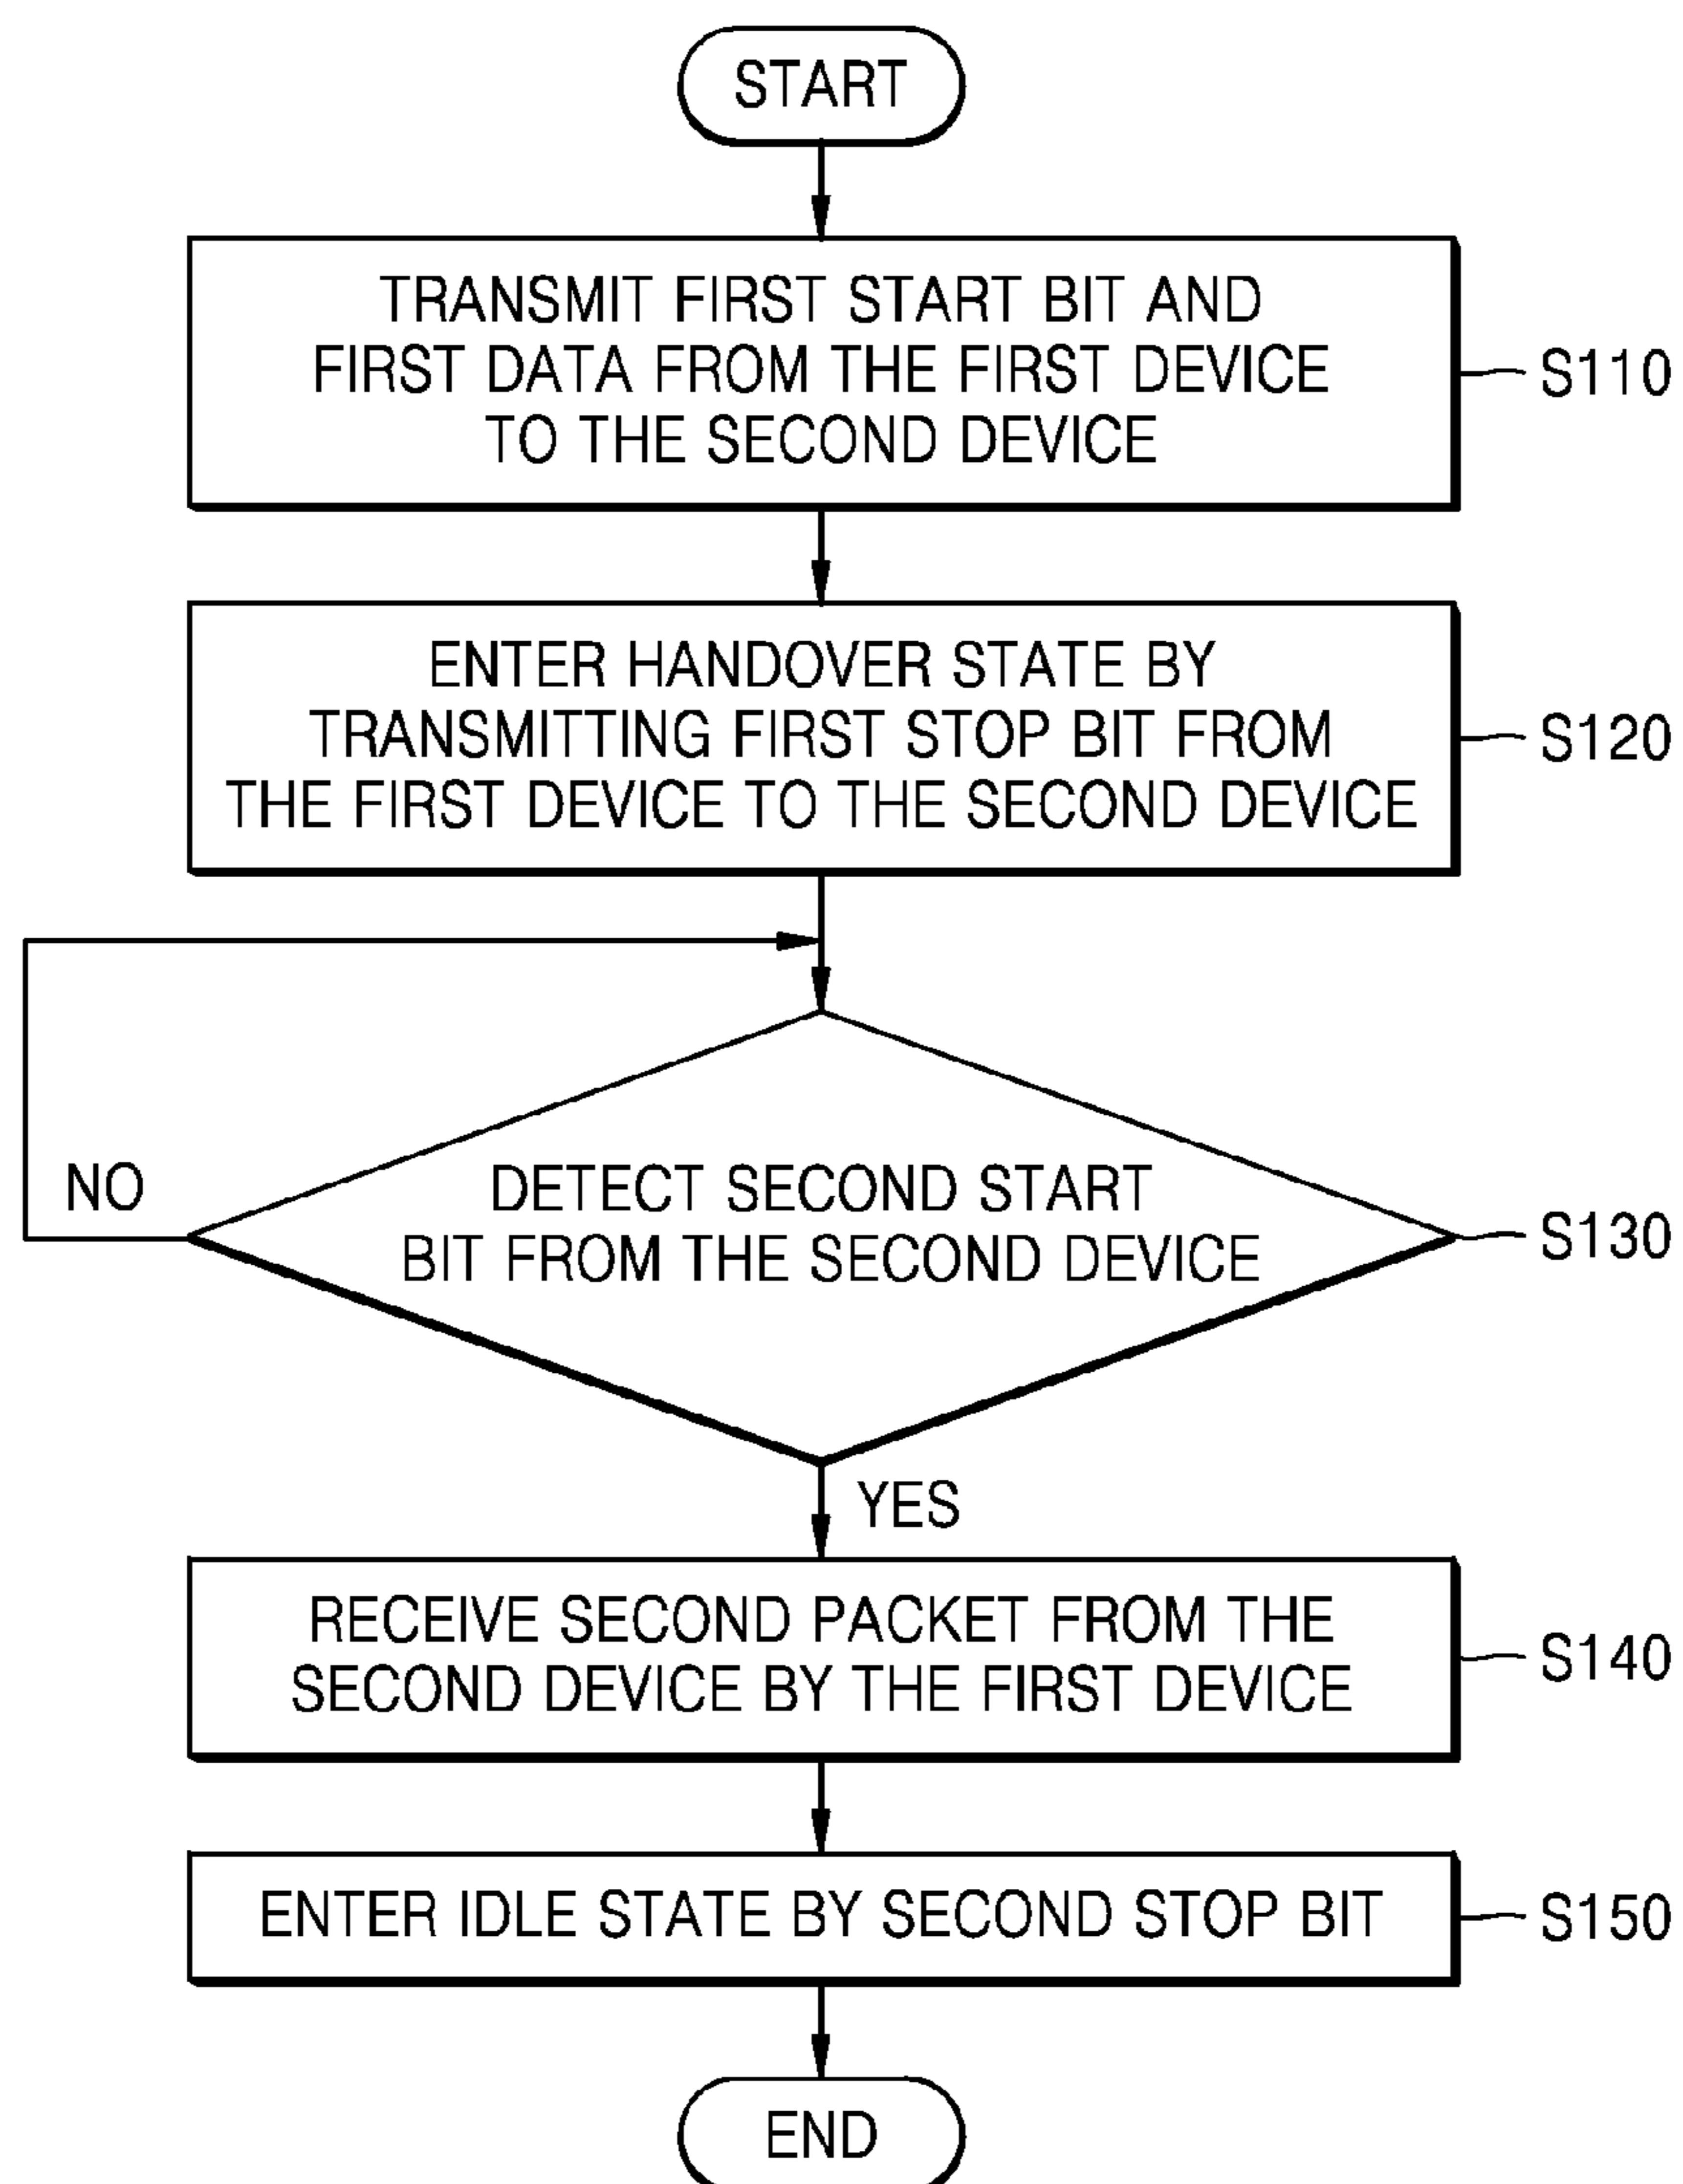 START
TRANSMIT FIRST START BIT AND
FIRST DATA FROM THE FIRST DEVICE
TO THE SECOND DEVICE
S110
ENTER HANDOVER STATE BY
TRANSMITTING FIRST STOP BIT FROM
THE FIRST DEVICE TO THE SECOND DEVICE
S120
NO
DETECT SECOND START
BIT FROM THE SECOND DEVICE
S130
YES
RECEIVE SECOND PACKET FROM THE
SECOND DEVICE BY THE FIRST DEVICE
S140
ENTER IDLE STATE BY SECOND STOP BIT
S150
END